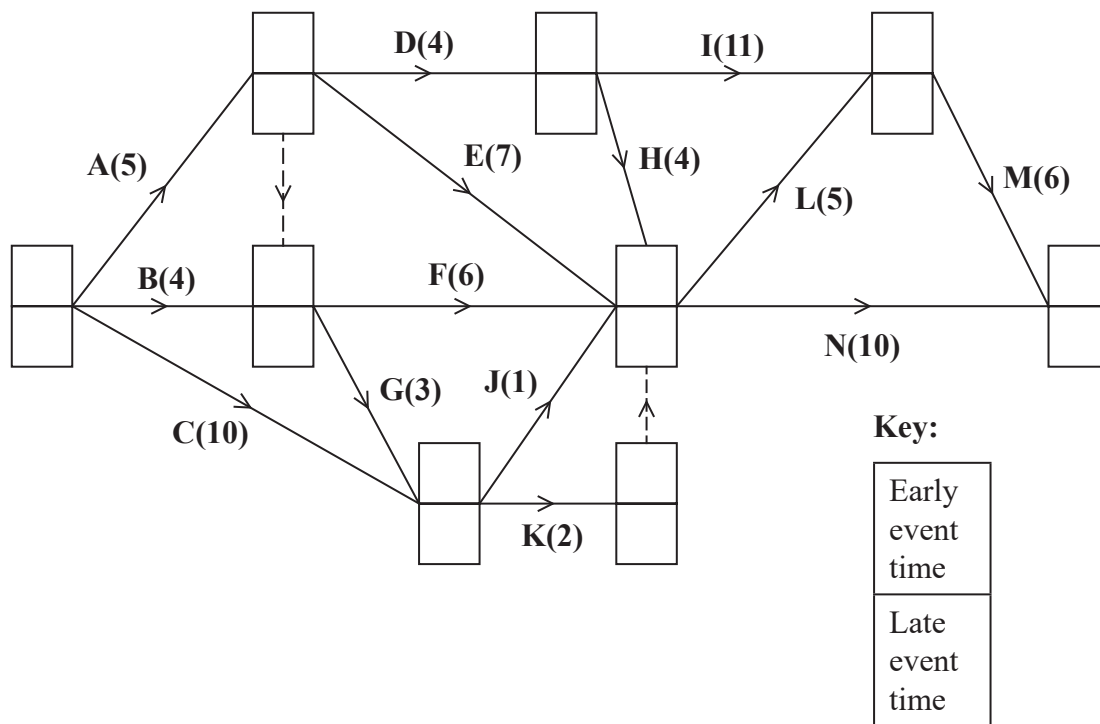 D(4)
I(11)
A(5)
E(7)
H(4)
L(5)
M(6)
B(4)
F(6)
N(10)
G(3)
J(1)
C(10)
K(2)
Key:
Early
event
time
Late
event
time